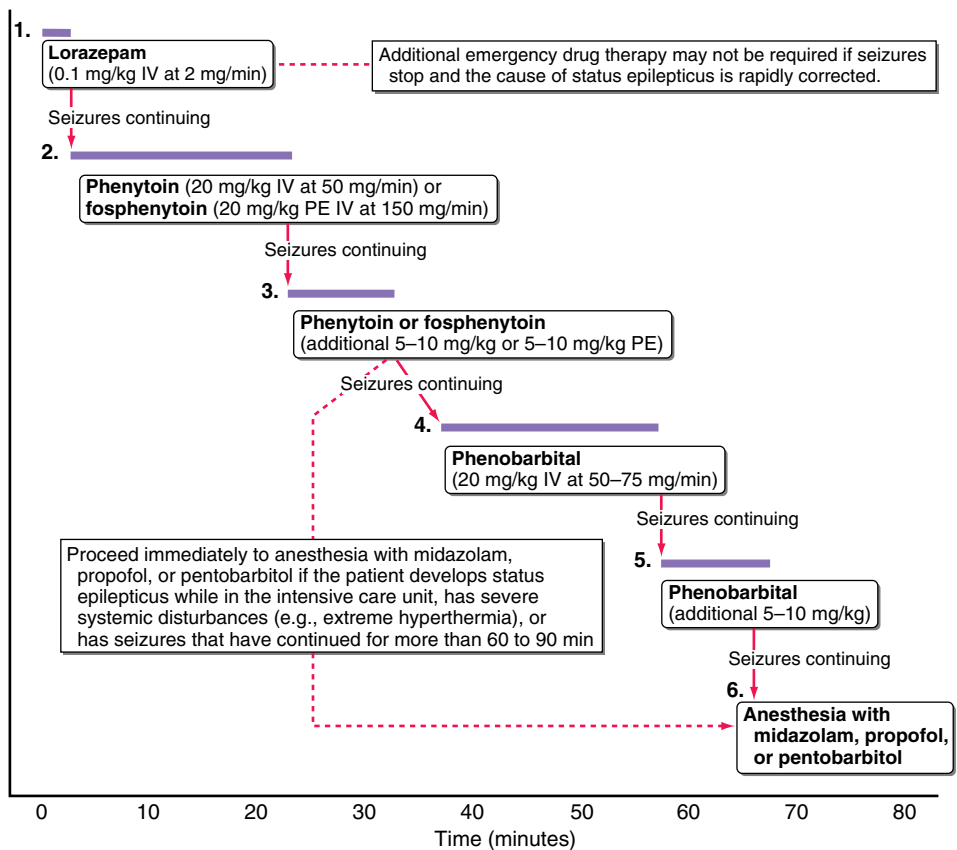 1.
Lorazepam
(0.1 mg/kg IV at 2 mg/min)
Additional emergency drug therapy may not be required if seizures
stop and the cause of status epilepticus is rapidly corrected.
Seizures continuing
2.
Phenytoin (20 mg/kg IV at 50 mg/min) or
fosphenytoin (20 mg/kg PE IV at 150 mg/min)
Seizures continuing
3.
Phenytoin or fosphenytoin
(additional 5–10 mg/kg or 5–10 mg/kg PE)
Seizures continuing
4.
Phenobarbital
(20 mg/kg IV at 50–75 mg/min)
Seizures continuing
Proceed immediately to anesthesia with midazolam,
propofol, or pentobarbitol if the patient develops status
epilepticus while in the intensive care unit, has severe
systemic disturbances (e.g., extreme hyperthermia), or
has seizures that have continued for more than 60 to 90 min
5.
Phenobarbital
(additional 5–10 mg/kg)
Seizures continuing
6.
Anesthesia with
midazolam, propofol,
or pentobarbitol
0 10 20 30 40 50 60 70 80
Time (minutes)